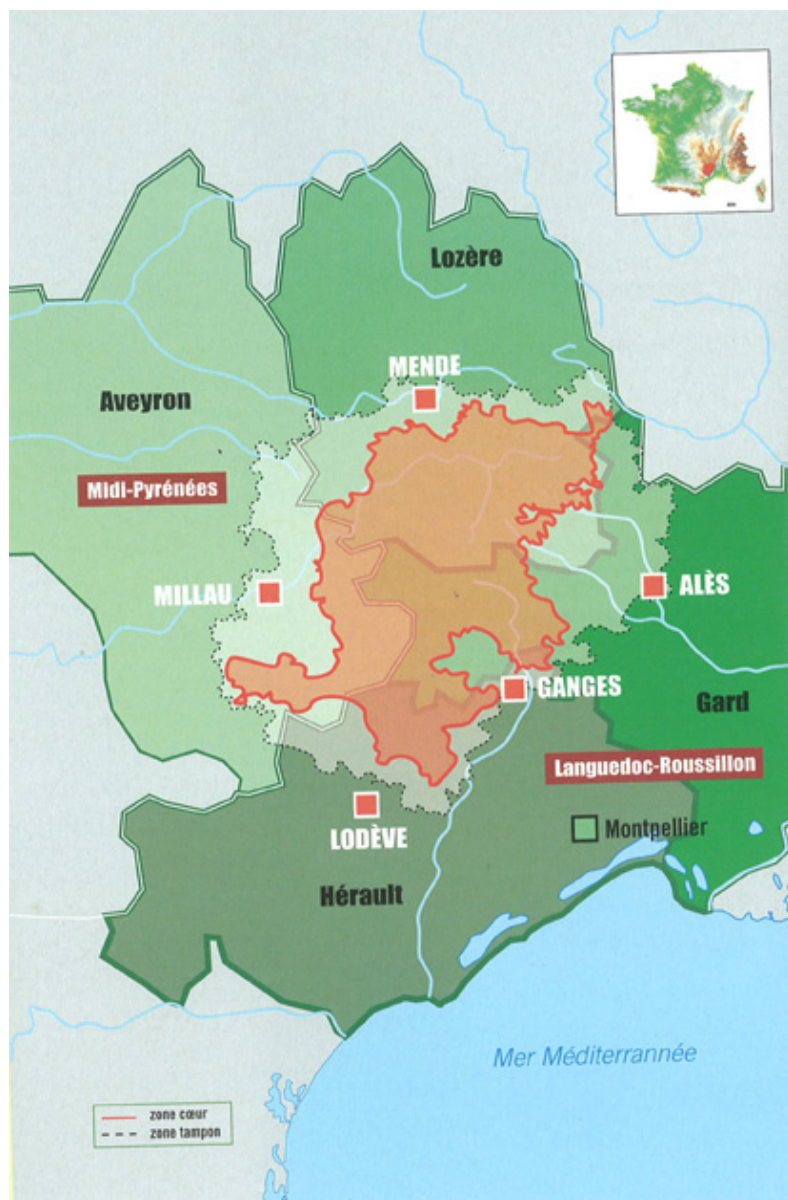 Lozère
MENDE
Aveyron
Midi-Pyrénées
MILLAU
ALÈS
GANGES
Gard
Languedoc-Roussillon
Montpellier
LODÈVE
Hérault
Mer Méditerrannée
zone cœur
zone tampon